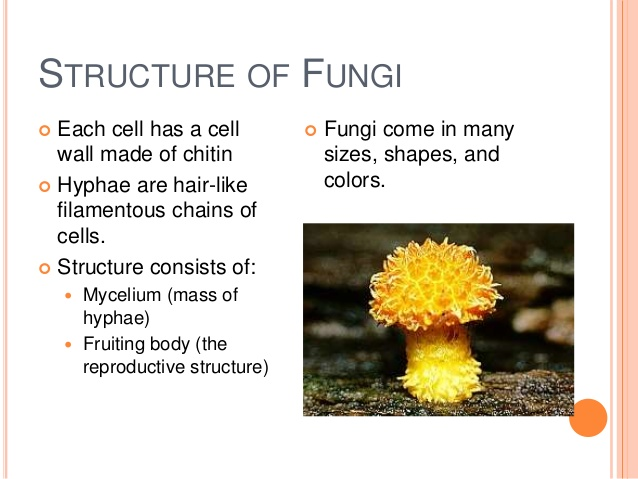 STRUCTURE OF FUNGI
Each cell has a cell
wall made of chitin
Hyphae are hair-like
filamentous chains of
cells.
Structure consists of:
Mycelium (mass of
hyphae)
Fruiting body (the
reproductive structure)
Fungi come in many
sizes, shapes, and
colors.